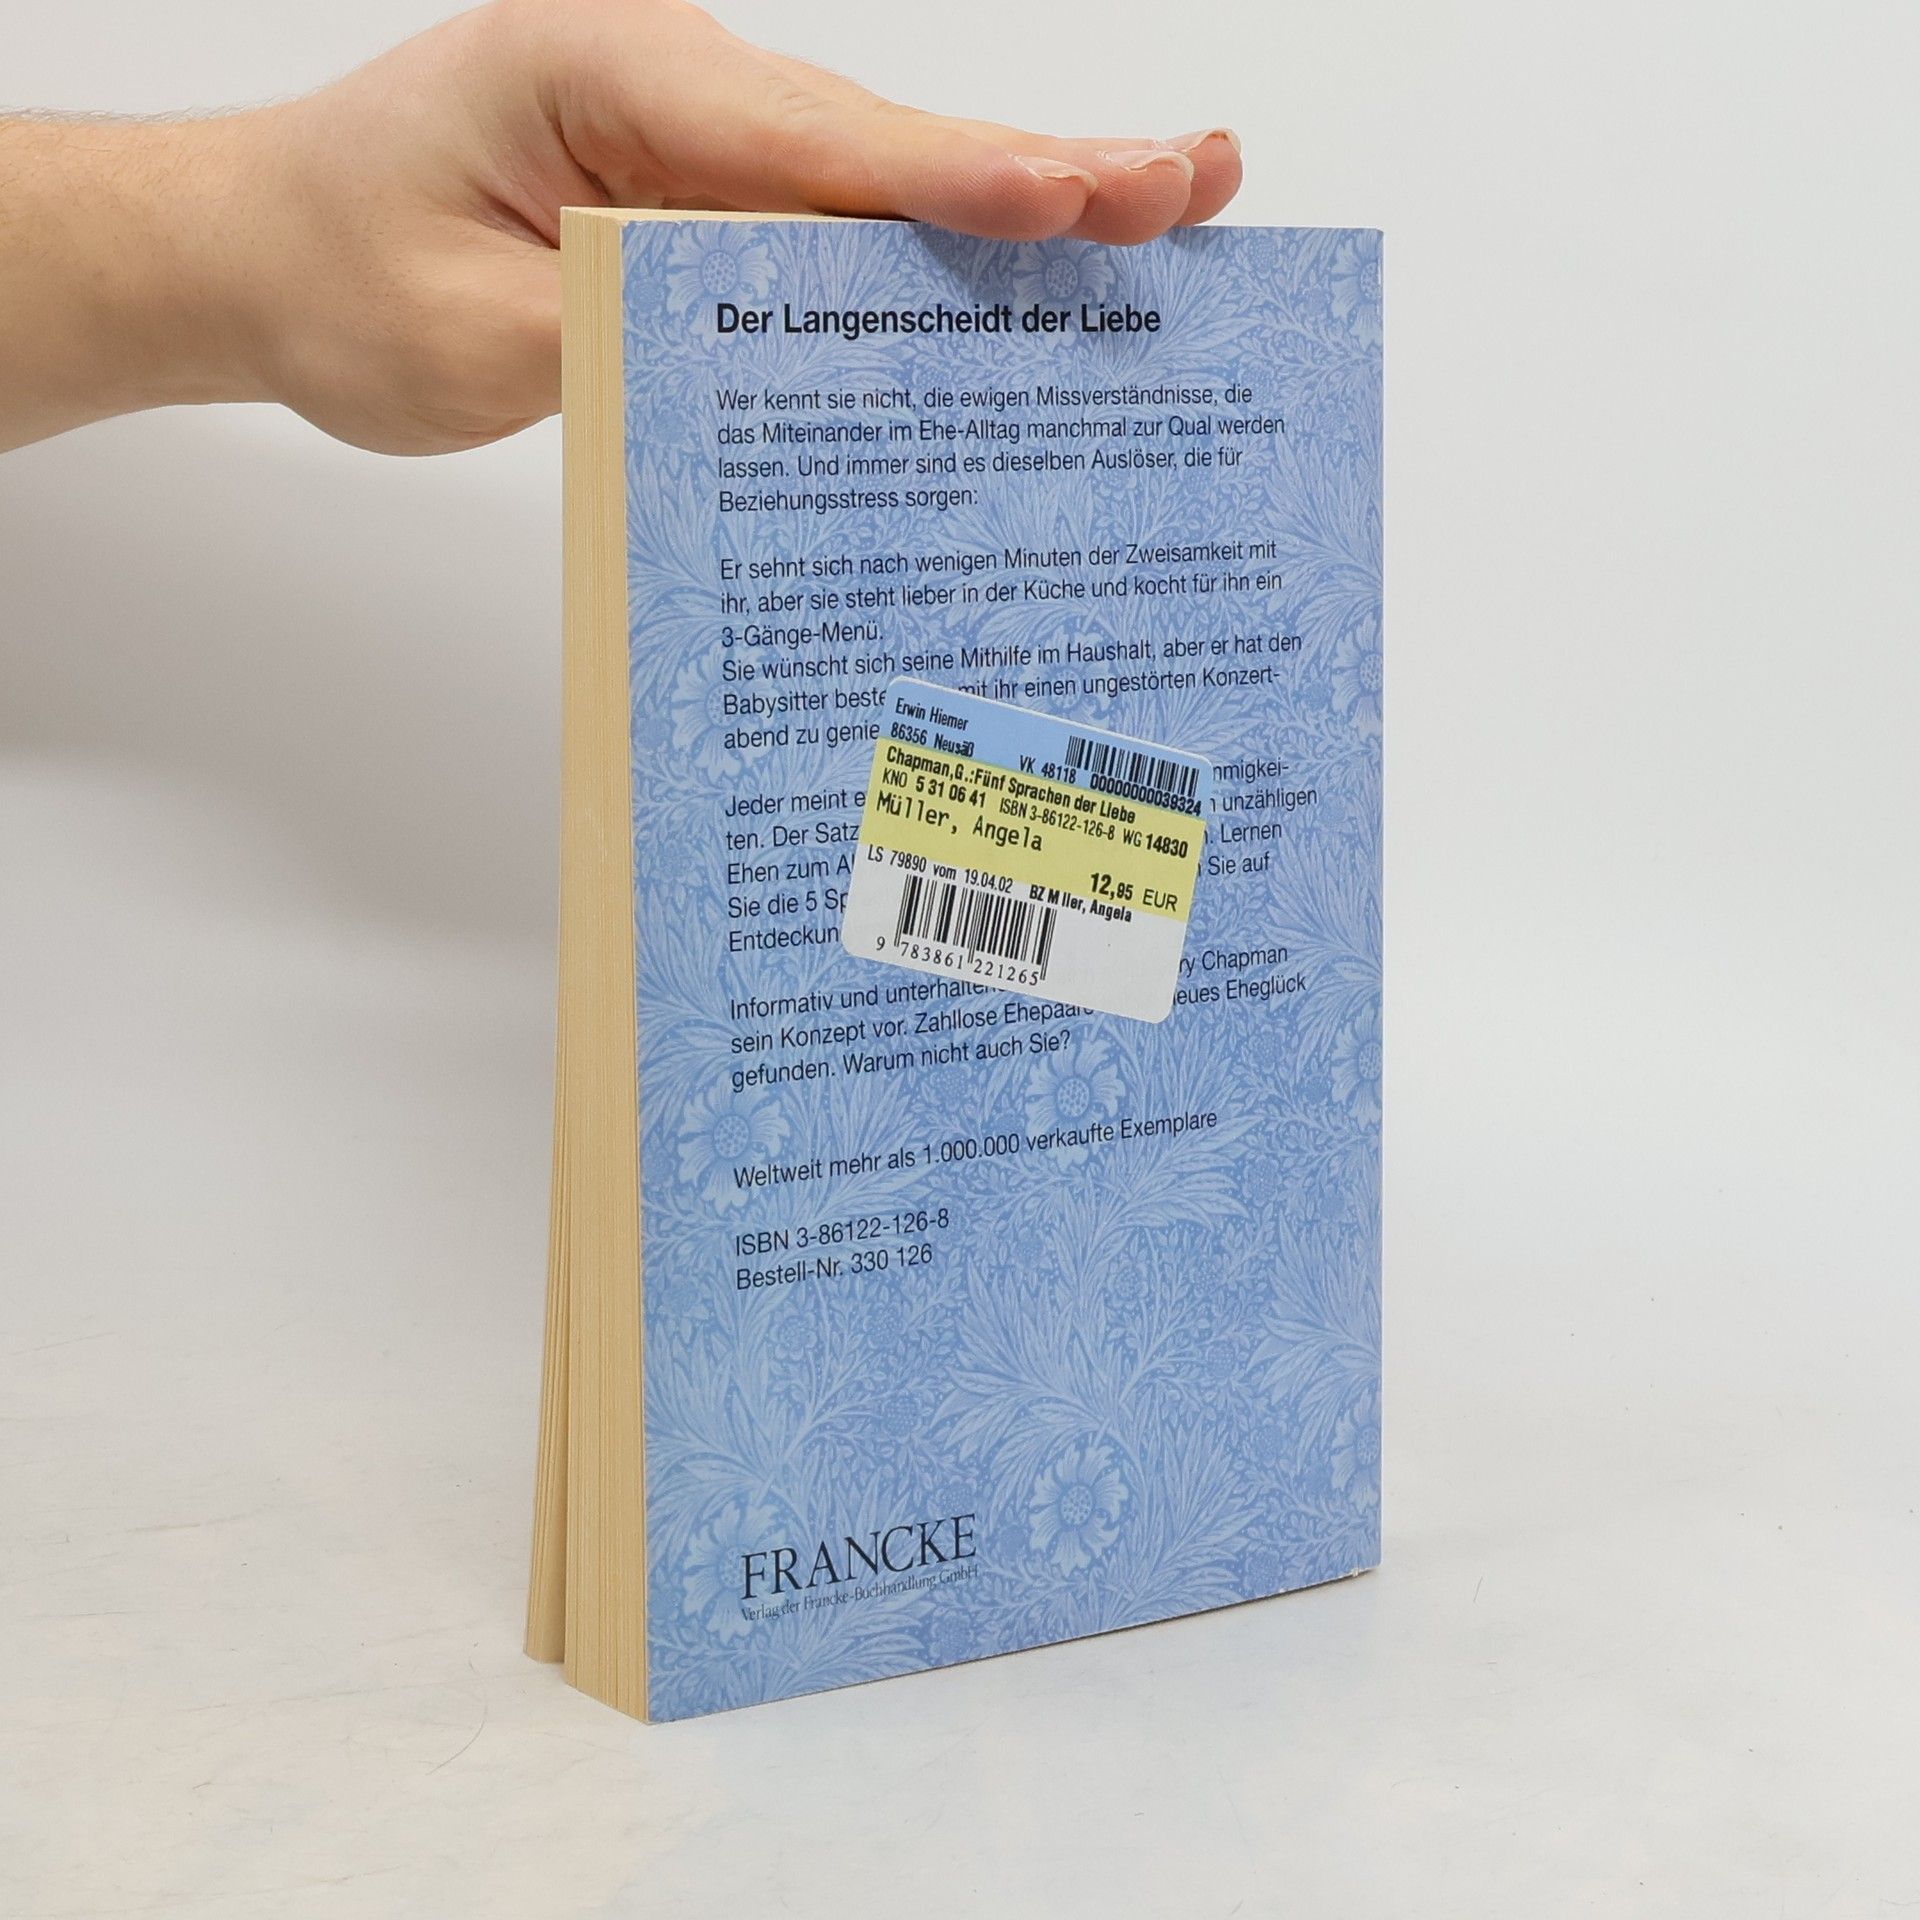 Der Langenscheidt der Liebe
Wer kennt sie nicht, die ewigen Missverständnisse, die
das Miteinander im Ehe-Alltag manchmal zur Qual werden
lassen. Und immer sind es dieselben Auslöser, die für
Beziehungsstress sorgen:
Er sehnt sich nach wenigen Minuten der Zweisamkeit mit
ihr, aber sie steht lieber in der Küche und kocht für ihn ein
3-Gänge-Menü.
Sie wünscht sich seine Mithilfe im Haushalt, aber er hat den
Babysitter beste mit ihr einen ungestörten Konzert-
abend zu genie
Jeder meint e nmigkei-
ten. Der Satz unzähligen
Ehen zum Lernen
Sie die 5 Sp Sie auf
Entdeckun
Informativ und unterhalte ry Chapman
sein Konzept vor. Zahllose Ehepaare eues Eheglück
gefunden. Warum nicht auch Sie?
Weltweit mehr als 1.000.000 verkaufte Exemplare
ISBN 3-86122-126-8
Bestell-Nr. 330 126
FRANCKE
Verlag der Francke-Buchhandlung GmbH
Erwin Hiemer
86356 Neusäß
VK 48118 00000000039324
Chapman,G.:Fünf Sprachen der Liebe
KNO 5 31 06 41 ISBN 3-86122-126-8 WG 14830
Müller, Angela
12,95 EUR
LS 79890 vom 19.04.02 BZ M ller, Angela
9 783861 221265